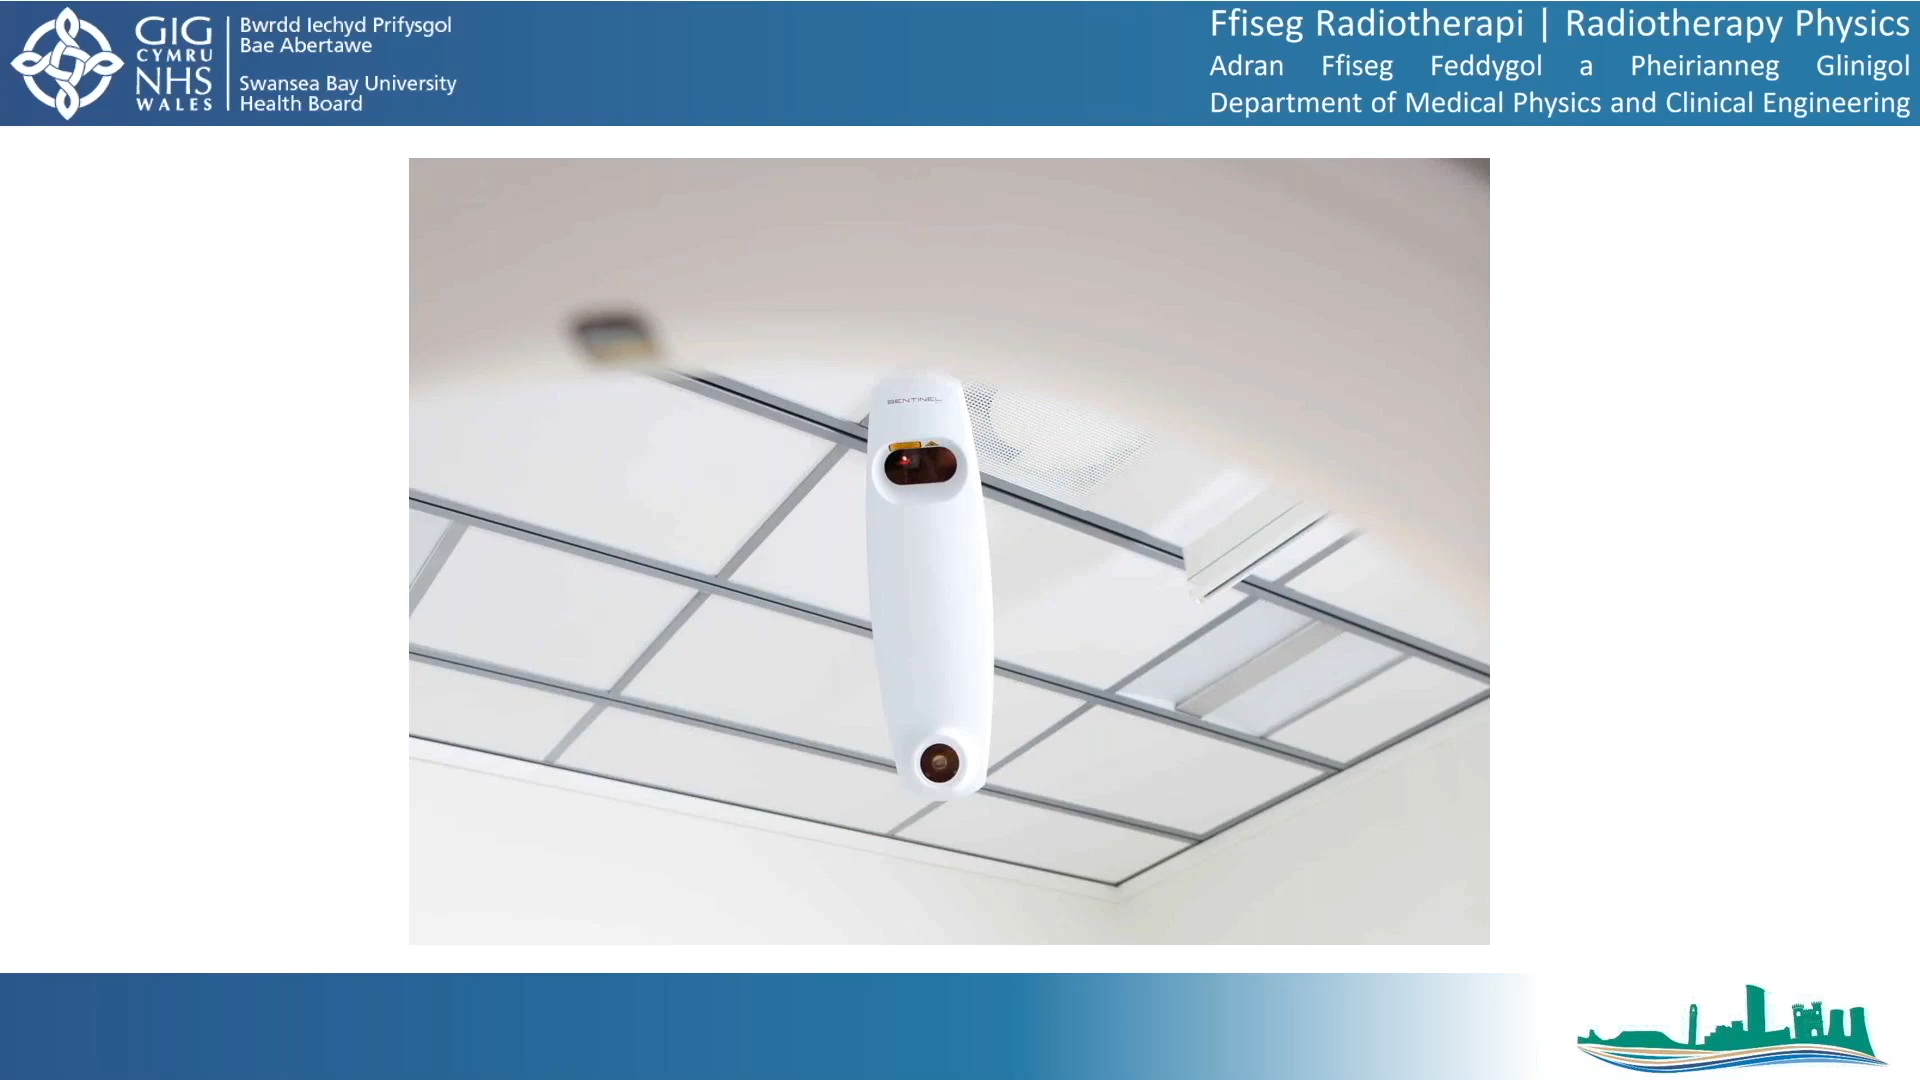 GIG
CYMRU
NHS
WALES
Bwrdd Iechyd Prifysgol
Bae Abertawe
Swansea Bay University
Health Board
Ffiseg Radiotherapi | Radiotherapy Physics
Adran Ffiseg Feddygol a Pheirianneg Glinigol
Department of Medical Physics and Clinical Engineering
SENTINEL